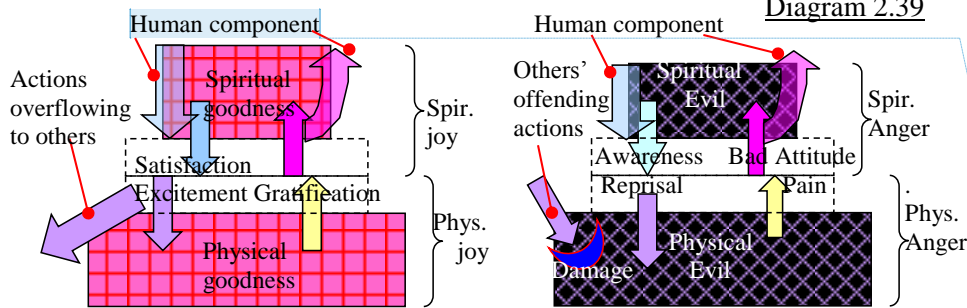 Diagram 2.39
Human component
Actions
overflowing
to others
Spiritual
goodness
Spir.
joy
Satisfaction
Excitement Gratification
Phys.
joy
Physical
goodness
Human component
Others’
offending
actions
Spiritual
Evil
Spir.
Anger
Awareness Bad Attitude
Reprisal Pain
.
Phys.
Anger
Damage
Physical
Evil